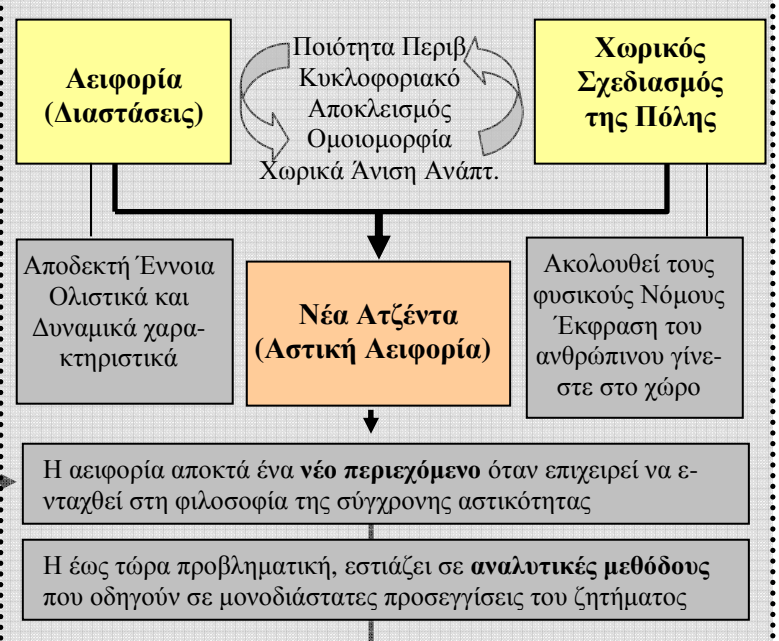 Αειφορία
(Διαστάσεις)
Ποιότητα Περιβ
Κυκλοφοριακό
Αποκλεισμός
Ομοιομορφία
Χωρικά Άνιση Ανάπτ.
Χωρικός
Σχεδιασμός
της Πόλης
Αποδεκτή Έννοια
Ολιστικά και
Δυναμικά χαρα-
κτηριστικά
Νέα Ατζέντα
(Αστική Αειφορία)
Ακολουθεί τους
φυσικούς Νόμους
Έκφραση του
ανθρώπινου γίνε-
στε στο χώρο
Η αειφορία αποκτά ένα νέο περιεχόμενο όταν επιχειρεί να ε-
νταχθεί στη φιλοσοφία της σύγχρονης αστικότητας
Η έως τώρα προβληματική, εστιάζει σε αναλυτικές μεθόδους
που οδηγούν σε μονοδιάστατες προσεγγίσεις του ζητήματος